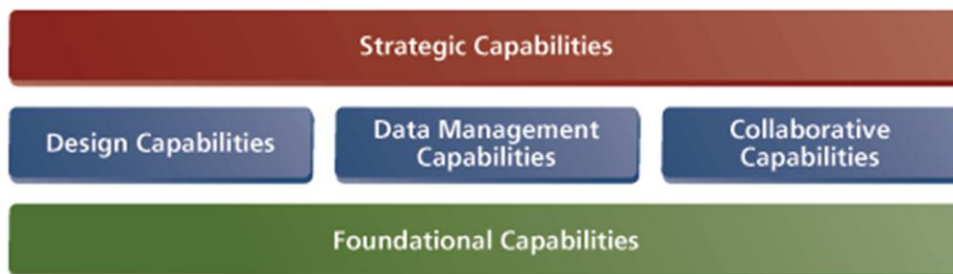 Strategic Capabilities
Design Capabilities
Data Management
Capabilities
Collaborative
Capabilities
Foundational Capabilities